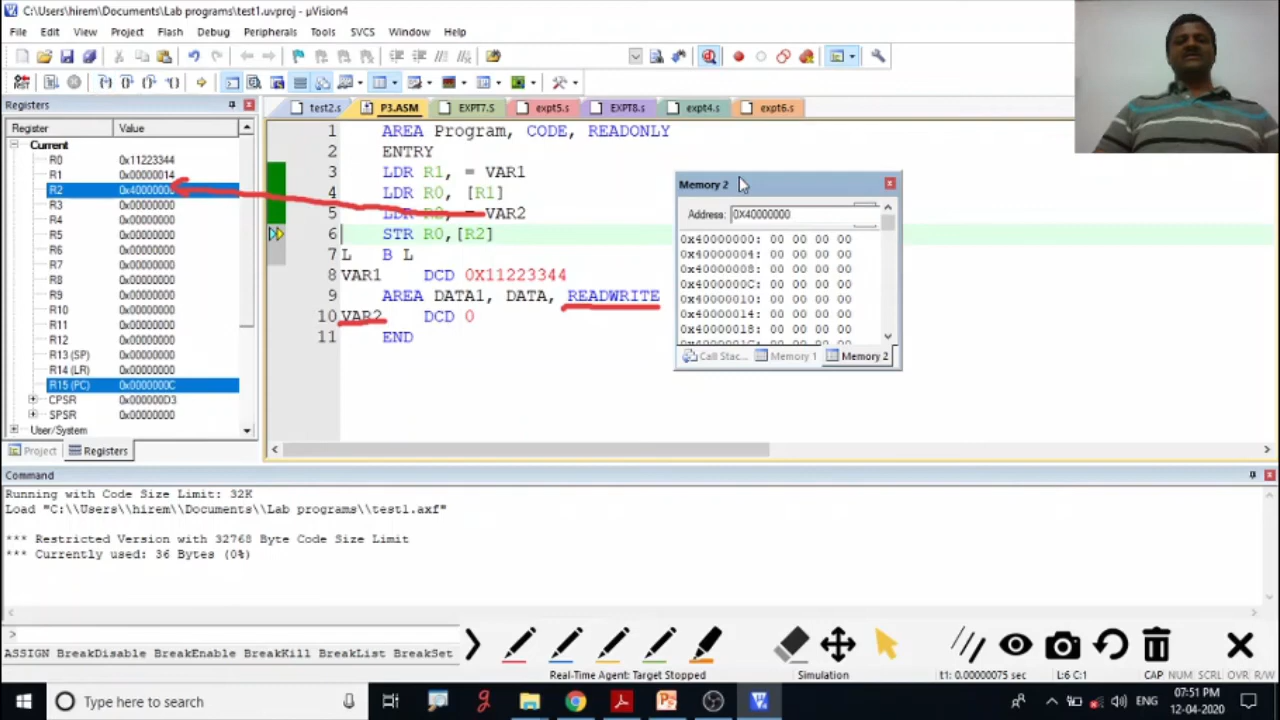 C:\Users\hirem\Documents\Lab programs\test1.uvproj - µVision4
File Edit View Project Flash Debug Peripherals Tools SVCS Window Help
Registers
test2.s P3.ASM EXPT7.S expt5.s EXPT8.s expt4.s expt6.s
Register Value
Current
R0 0x11223344
R1 0x00000014
R2 0x40000000
R3 0x00000000
R4 0x00000000
R5 0x00000000
R6 0x00000000
R7 0x00000000
R8 0x00000000
R9 0x00000000
R10 0x00000000
R11 0x00000000
R12 0x00000000
R13 (SP) 0x00000000
R14 (LR) 0x00000000
R15 (PC) 0x0000000C
CPSR 0x000000D3
SPSR 0x00000000
User/System
Project Registers
1 AREA Program, CODE, READONLY
2 ENTRY
3 LDR R1, = VAR1
4 LDR R0, [R1]
5 LDR R2, = VAR2
6 STR R0,[R2]
7 L B L
8 VAR1 DCD 0X11223344
9 AREA DATA1, DATA, READWRITE
10 VAR2 DCD 0
11 END
Memory 2
Address: 0X40000000
0x40000000: 00 00 00 00
0x40000004: 00 00 00 00
0x40000008: 00 00 00 00
0x4000000C: 00 00 00 00
0x40000010: 00 00 00 00
0x40000014: 00 00 00 00
0x40000018: 00 00 00 00
Call Stac... Memory 1 Memory 2
Command
Running with Code Size Limit: 32K
Load "C:\\Users\\hirem\\Documents\\Lab programs\\test1.axf"
*** Restricted Version with 32768 Byte Code Size Limit
*** Currently used: 36 Bytes (0%)
>
ASSIGN BreakDisable BreakEnable BreakKill BreakList BreakSet
Real-Time Agent: Target Stopped Simulation t1: 0.00000075 sec L:6 C:1 CAP NUM SCRL OVR R/W
Type here to search
ENG
07:51 PM
12-04-2020